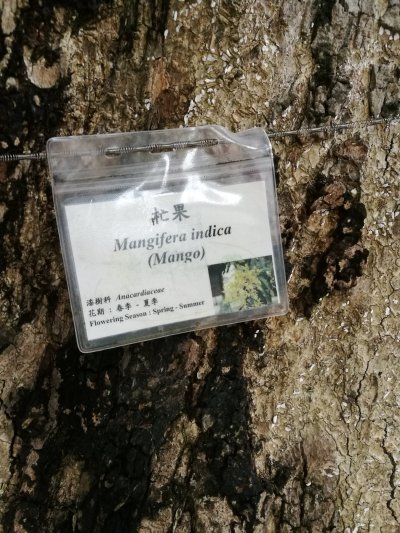 杧果
Mangifera indica
(Mango)
漆樹科 Anacardiaceae
花期 : 春季 - 夏季
Flowering Season : Spring - Summer